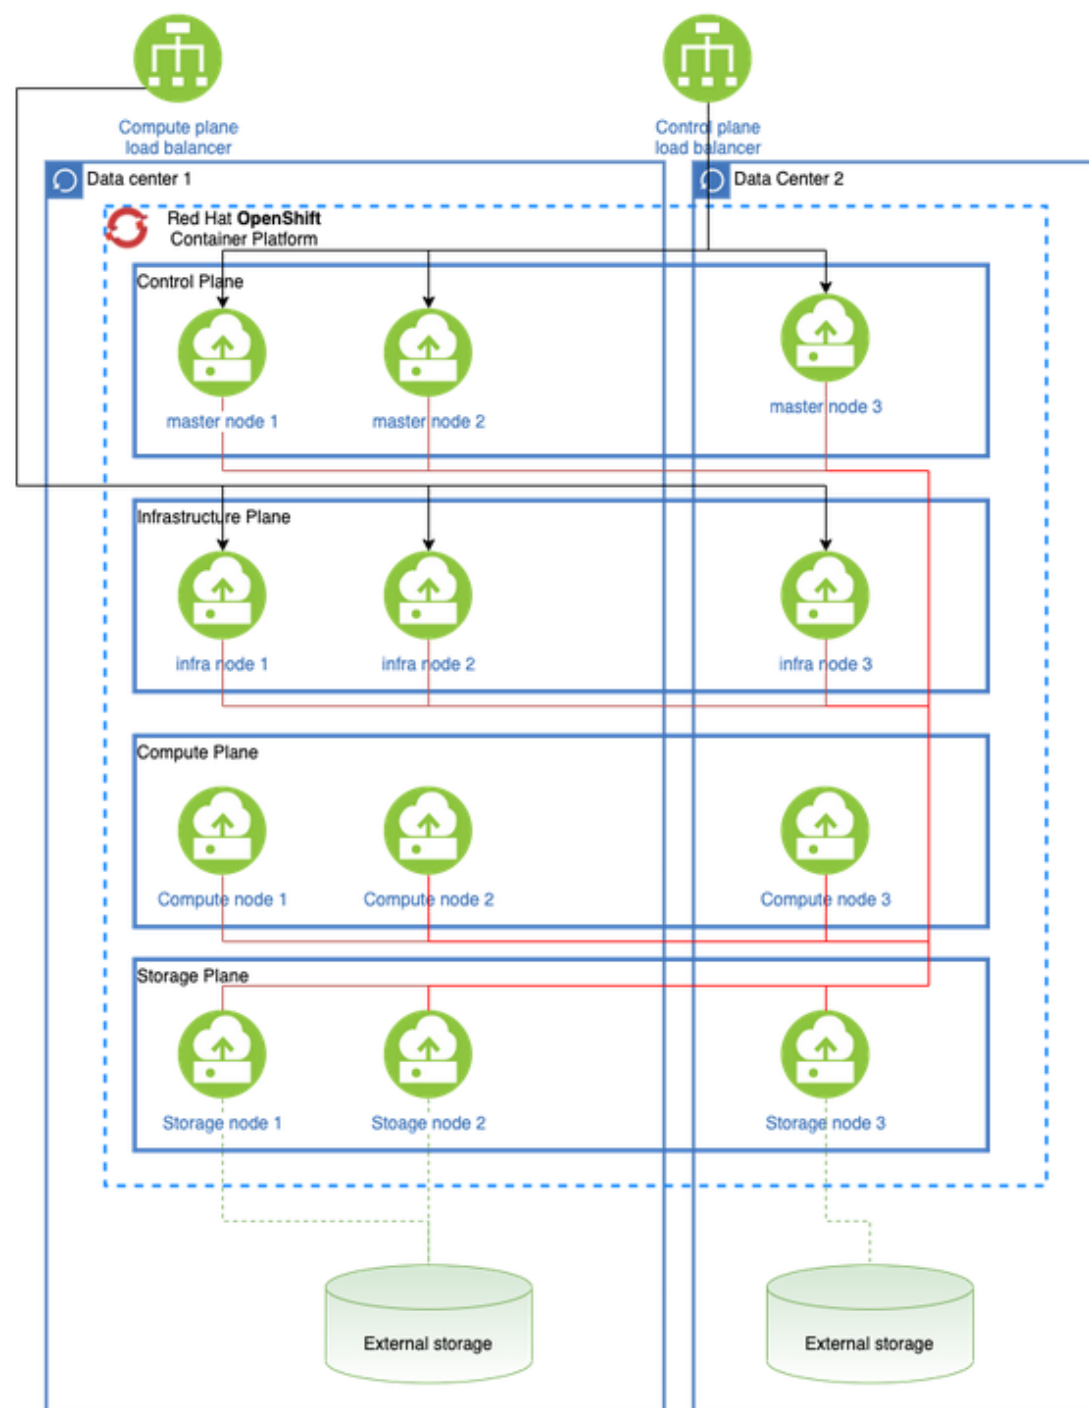 Compute plane
load balancer
Control plane
load balancer
Data center 1
Data Center 2
Red Hat OpenShift
Container Platform
Control Plane
master node 1
master node 2
master node 3
Infrastructure Plane
infra node 1
infra node 2
infra node 3
Compute Plane
Compute node 1
Compute node 2
Compute node 3
Storage Plane
Storage node 1
Stoage node 2
Storage node 3
External storage
External storage